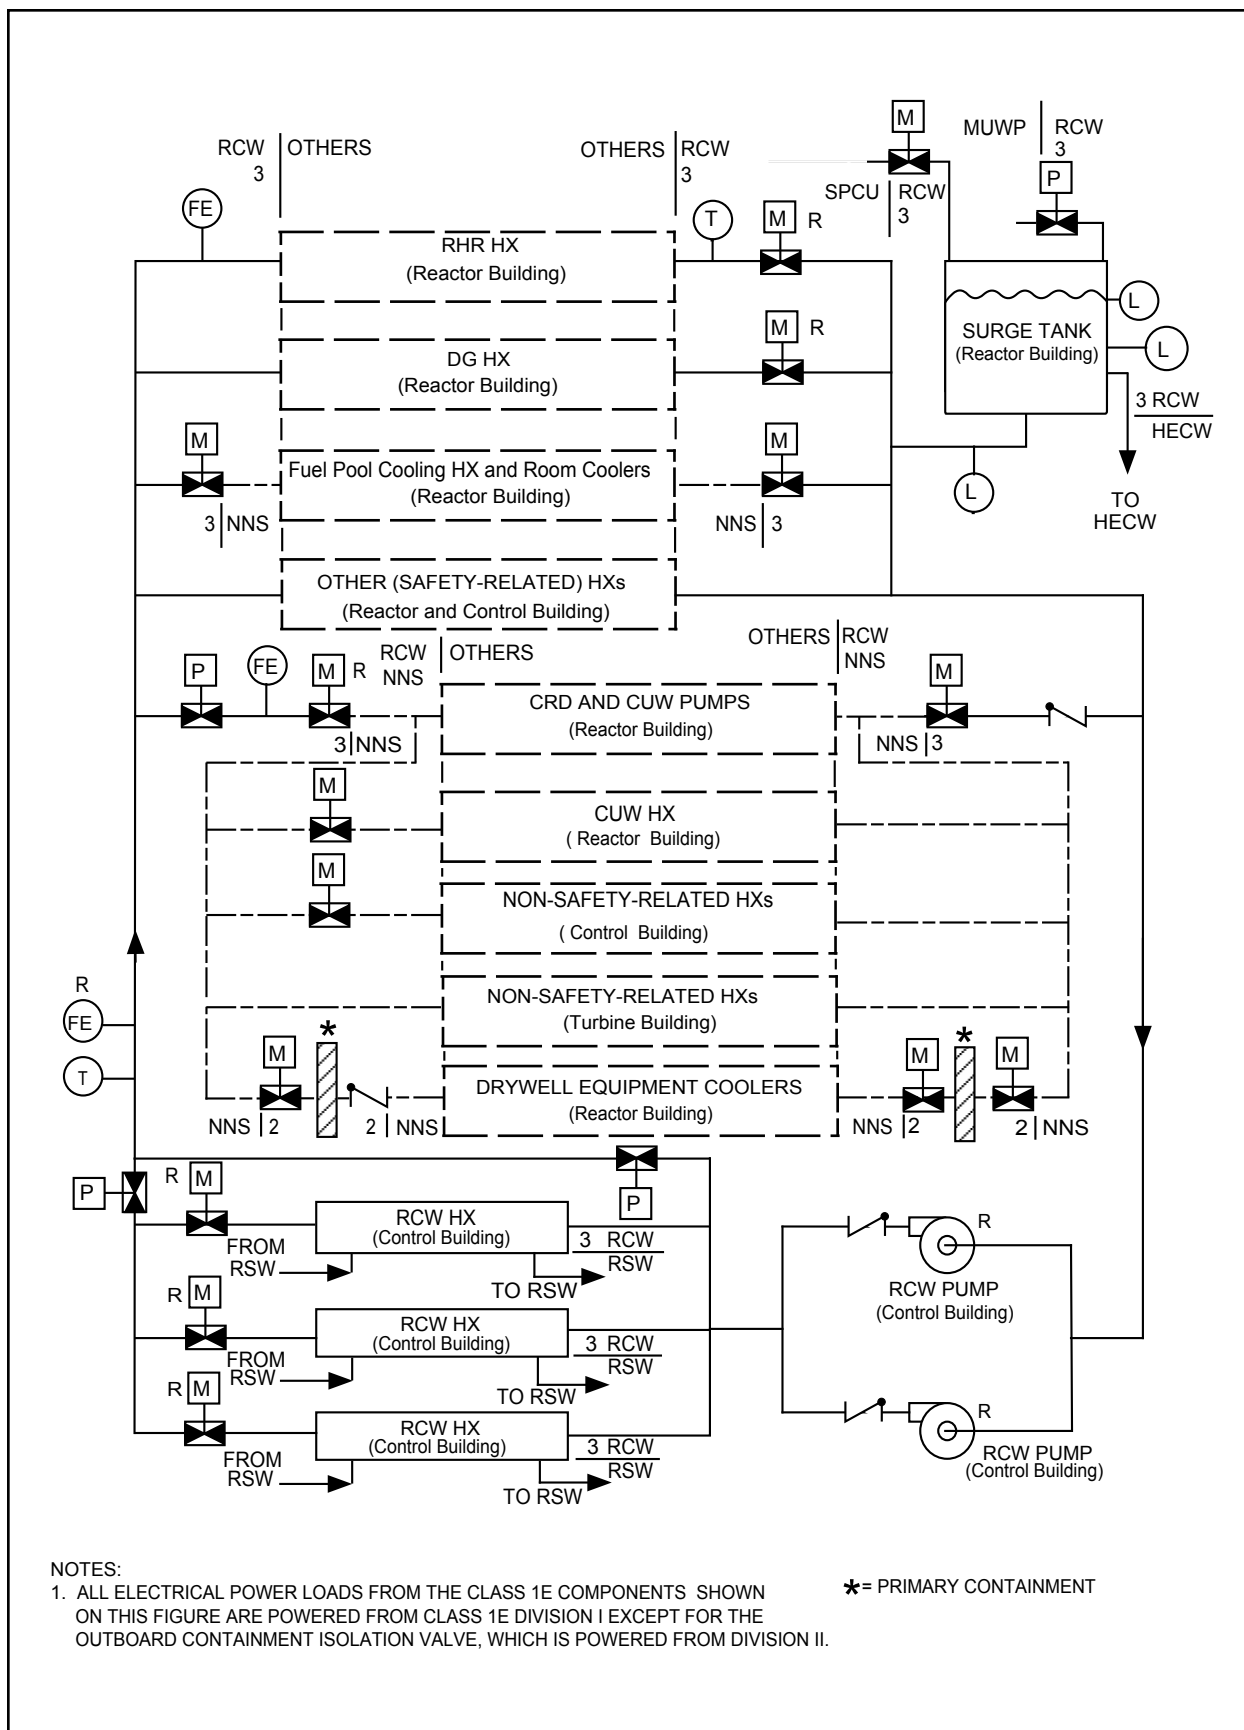 M
MUWP
RCW
3
RCW
3
OTHERS
OTHERS
RCW
3
P
SPCU
RCW
3
FE
T
M
R
RHR HX
(Reactor Building)
L
SURGE TANK
(Reactor Building)
L
M
R
DG HX
(Reactor Building)
3 RCW
HECW
M
M
Fuel Pool Cooling HX and Room Coolers
(Reactor Building)
L
TO
HECW
3
NNS
NNS
3
OTHER (SAFETY-RELATED) HXs
(Reactor and Control Building)
RCW
NNS
OTHERS
OTHERS
RCW
NNS
P
FE
M
R
M
CRD AND CUW PUMPS
(Reactor Building)
3
NNS
NNS
3
M
CUW HX
( Reactor Building)
M
NON-SAFETY-RELATED HXs
( Control Building)
R
FE
NON-SAFETY-RELATED HXs
(Turbine Building)
T
*
*
M
M
M
DRYWELL EQUIPMENT COOLERS
(Reactor Building)
NNS
2
2
NNS
NNS
2
2
NNS
P
R
M
P
RCW HX
(Control Building)
3 RCW
RSW
FROM
RSW
TO RSW
R
RCW PUMP
(Control Building)
R
M
RCW HX
(Control Building)
3 RCW
RSW
FROM
RSW
TO RSW
R
M
RCW HX
(Control Building)
3 RCW
RSW
FROM
RSW
TO RSW
R
RCW PUMP
(Control Building)
NOTES:
1. ALL ELECTRICAL POWER LOADS FROM THE CLASS 1E COMPONENTS SHOWN
ON THIS FIGURE ARE POWERED FROM CLASS 1E DIVISION I EXCEPT FOR THE
OUTBOARD CONTAINMENT ISOLATION VALVE, WHICH IS POWERED FROM DIVISION II.
*= PRIMARY CONTAINMENT